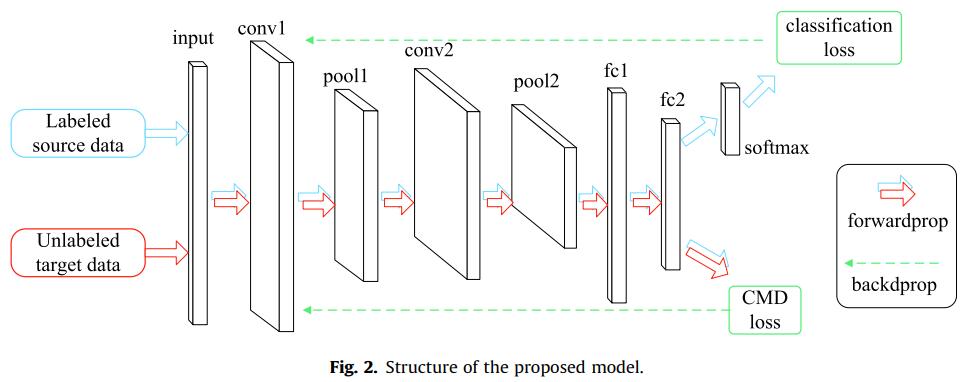 input
conv1
pool1
conv2
pool2
fc1
fc2
softmax
classification
loss
Labeled
source data
Unlabeled
target data
CMD
loss
forwardprop
backdprop
Fig. 2. Structure of the proposed model.